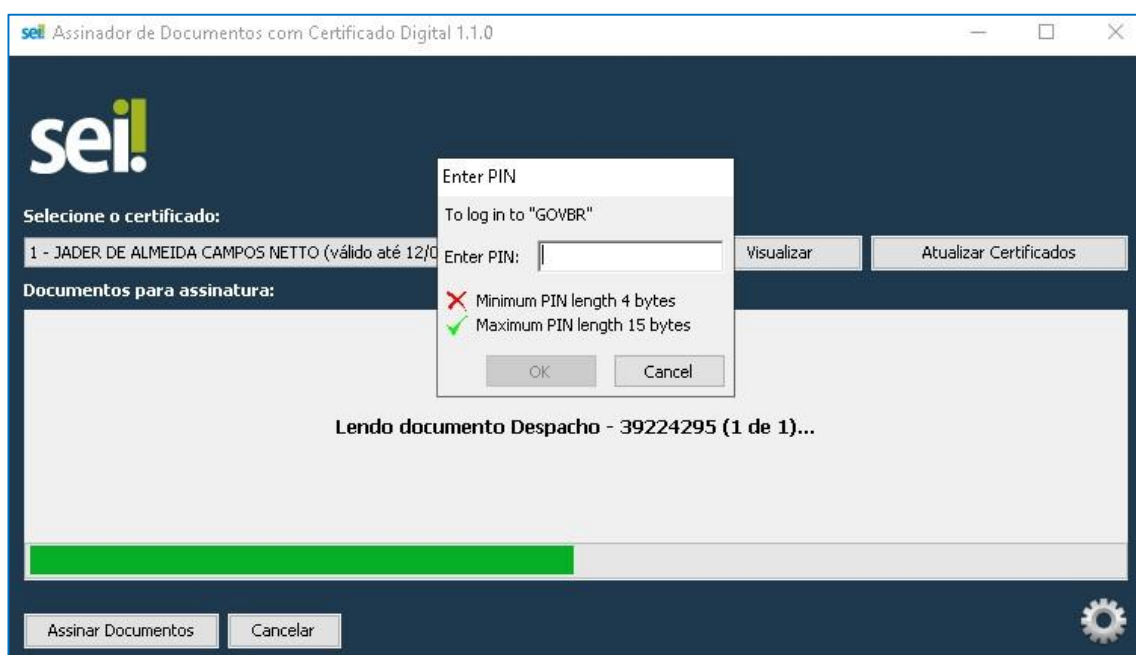 sei! Assinador de Documentos com Certificado Digital 1.1.0
sei!
Selecione o certificado:
1 - JADER DE ALMEIDA CAMPOS NETTO (válido até 12/0
Visualizar
Atualizar Certificados
Documentos para assinatura:
Enter PIN
To log in to "GOVBR"
Enter PIN:
Minimum PIN length 4 bytes
Maximum PIN length 15 bytes
OK
Cancel
Lendo documento Despacho - 39224295 (1 de 1)...
Assinar Documentos
Cancelar